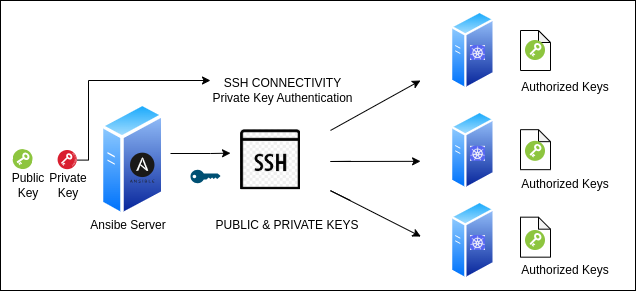 SSH CONNECTIVITY
Private Key Authentication
Authorized Keys
Public
Key
Private
Key
A
ANSIBLE
SSH
Authorized Keys
Ansibe Server
PUBLIC & PRIVATE KEYS
Authorized Keys